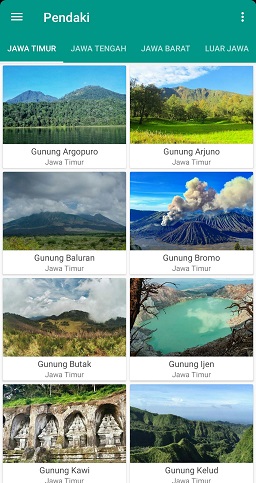 Pendaki
JAWA TIMUR JAWA TENGAH JAWA BARAT LUAR JAWA
Gunung Argopuro
Jawa Timur
Gunung Arjuno
Jawa Timur
Gunung Baluran
Jawa Timur
Gunung Bromo
Jawa Timur
Gunung Butak
Jawa Timur
Gunung Ijen
Jawa Timur
Gunung Kawi
Jawa Timur
Gunung Kelud
Jawa Timur